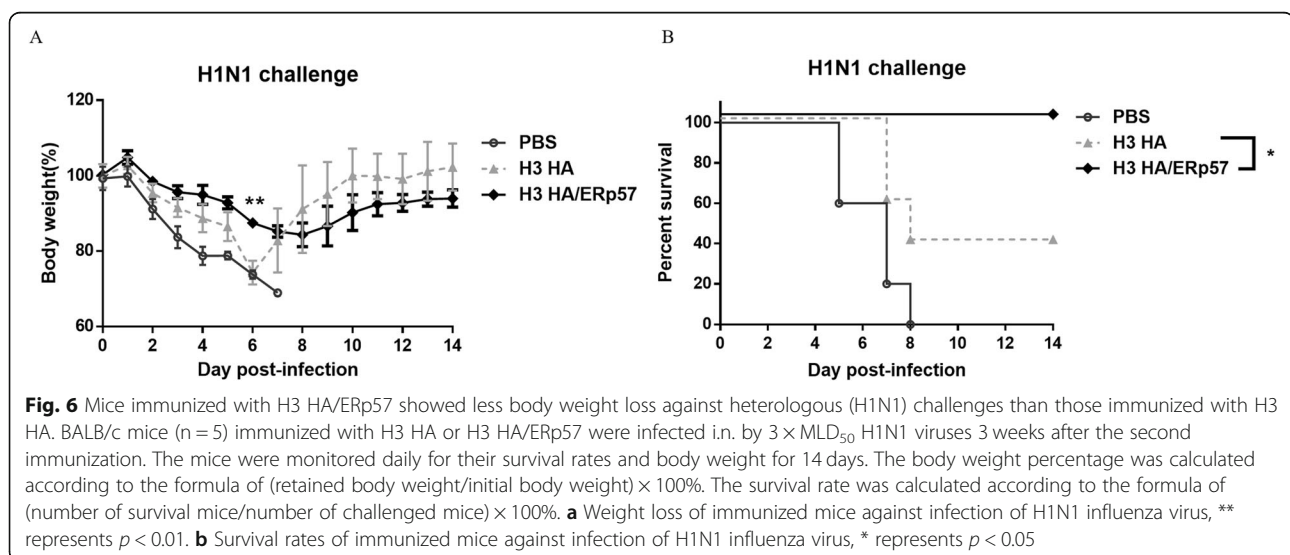 A
H1N1 challenge
120
100
80
60
Body weight(%)
**
0 2 4 6 8 10 12 14
Day post-infection
PBS
H3 HA
H3 HA/ERp57
B
H1N1 challenge
100
80
60
40
20
0
Percent survival
0 2 4 6 8 10 12 14
Day post-infection
PBS
H3 HA
H3 HA/ERp57
*
Fig. 6 Mice immunized with H3 HA/ERp57 showed less body weight loss against heterologous (H1N1) challenges than those immunized with H3
HA. BALB/c mice (n = 5) immunized with H3 HA or H3 HA/ERp57 were infected i.n. by 3 × MLD50 H1N1 viruses 3 weeks after the second
immunization. The mice were monitored daily for their survival rates and body weight for 14 days. The body weight percentage was calculated
according to the formula of (retained body weight/initial body weight) × 100%. The survival rate was calculated according to the formula of
(number of survival mice/number of challenged mice) × 100%. a Weight loss of immunized mice against infection of H1N1 influenza virus, **
represents p < 0.01. b Survival rates of immunized mice against infection of H1N1 influenza virus, * represents p < 0.05